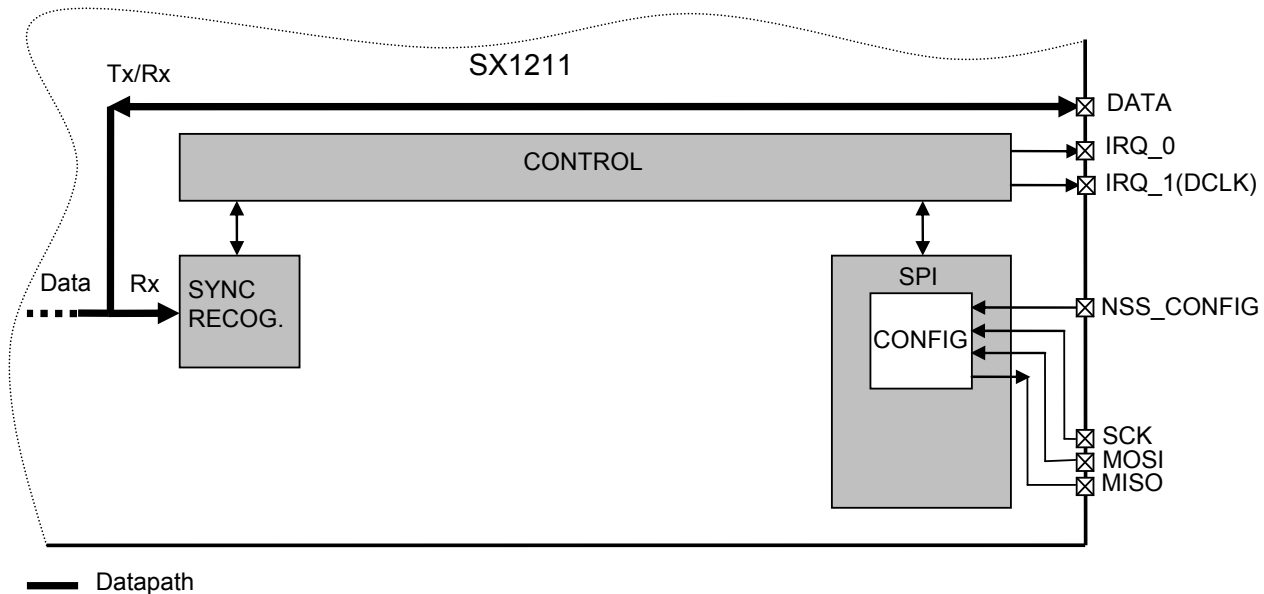 SX1211
Tx/Rx
DATA
IRQ_0
CONTROL
IRQ_1(DCLK)
Data
Rx
SYNC
RECOG.
SPI
NSS_CONFIG
CONFIG
SCK
MOSI
MISO
Datapath